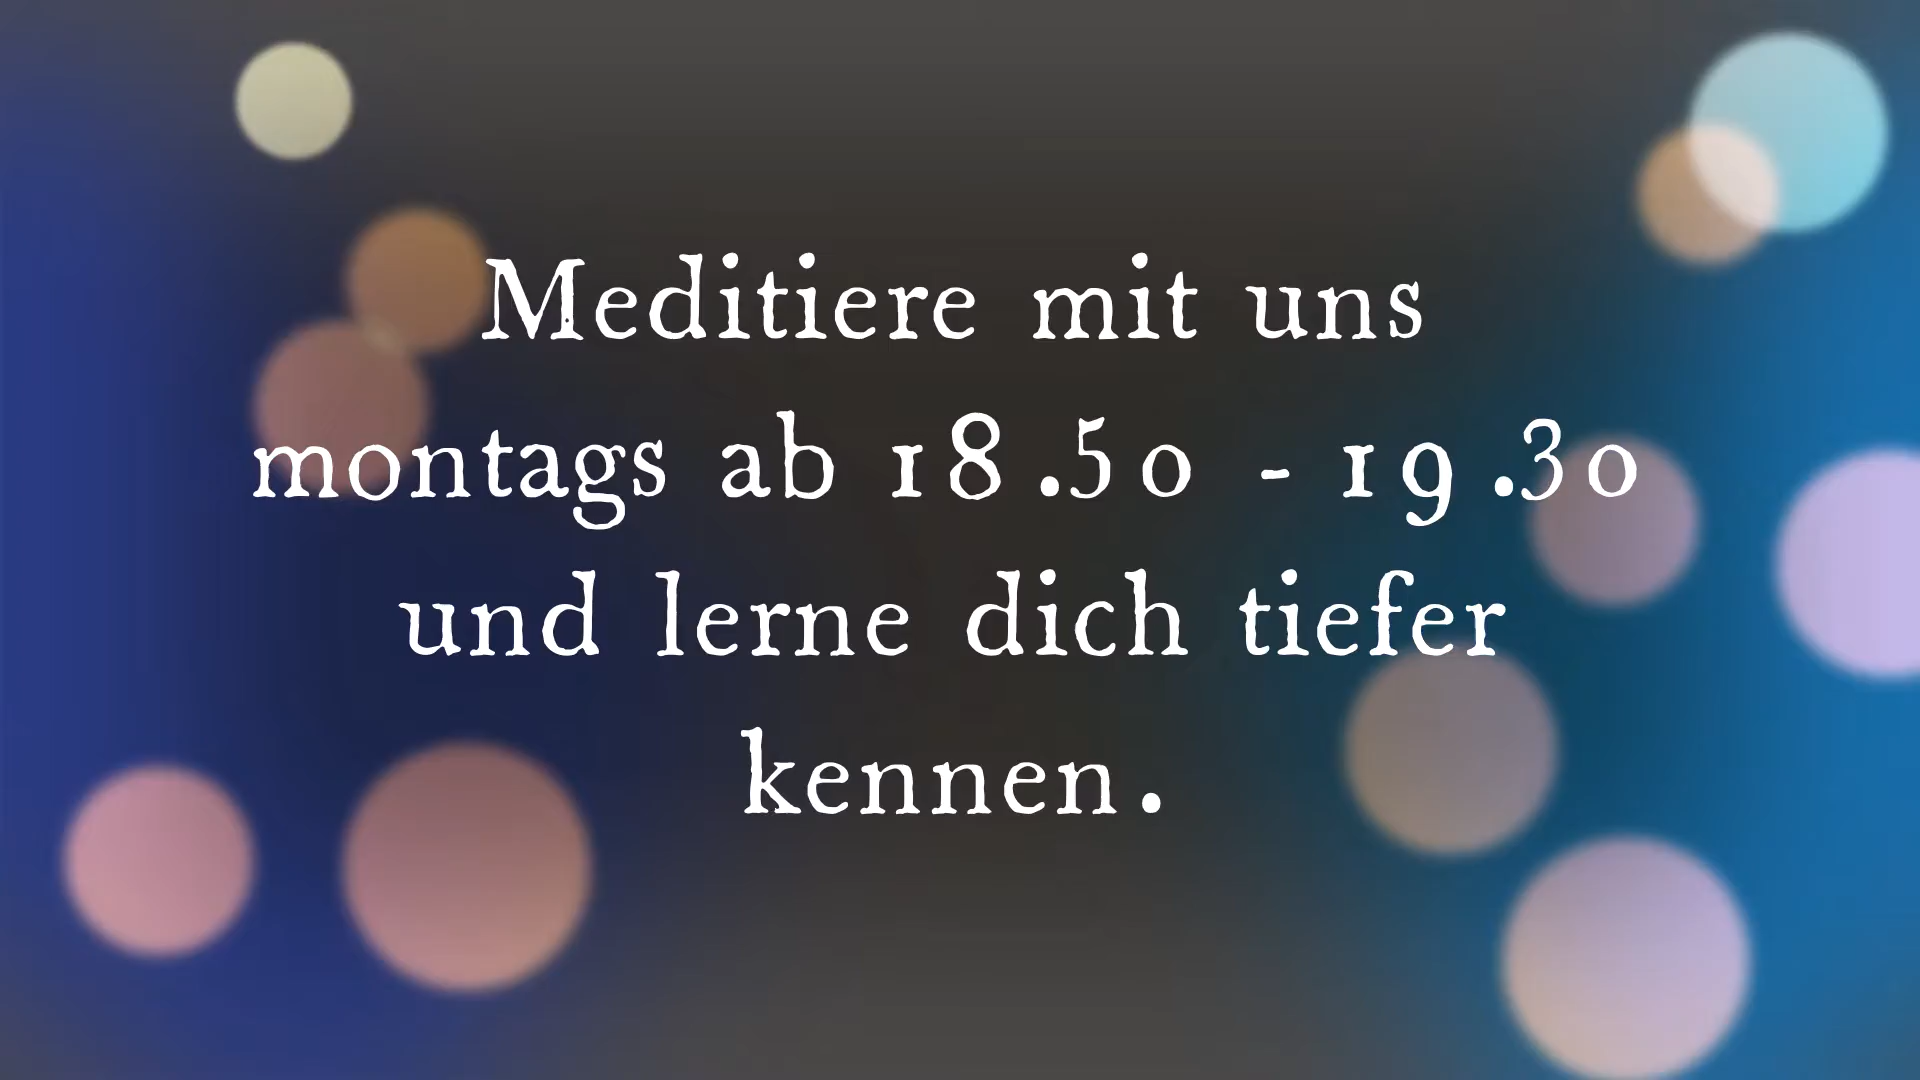 Meditiere mit uns
montags ab 18.50 - 19.30
und lerne dich tiefer
kennen.